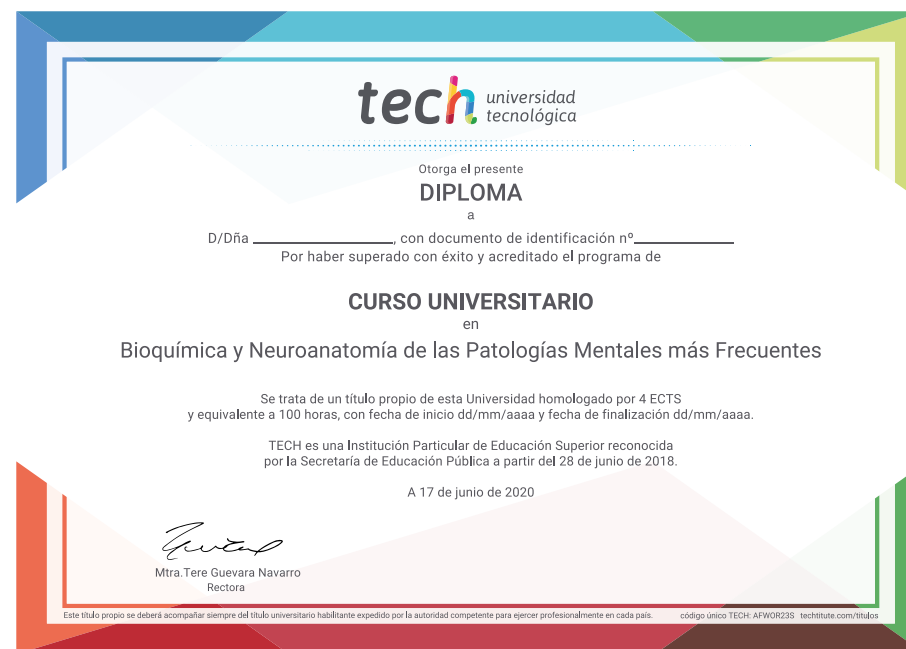 tech universidad
tecnológica
Otorga el presente
DIPLOMA
a
D/Dña ____________________, con documento de identificación nº______________
Por haber superado con éxito y acreditado el programa de
CURSO UNIVERSITARIO
en
Bioquímica y Neuroanatomía de las Patologías Mentales más Frecuentes
Se trata de un título propio de esta Universidad homologado por 4 ECTS
y equivalente a 100 horas, con fecha de inicio dd/mm/aaaa y fecha de finalización dd/mm/aaaa.
TECH es una Institución Particular de Educación Superior reconocida
por la Secretaría de Educación Pública a partir del 28 de junio de 2018.
A 17 de junio de 2020
Mtra.Tere Guevara Navarro
Rectora
Este título propio se deberá acompañar siempre del título universitario habilitante expedido por la autoridad competente para ejercer profesionalmente en cada país. código único TECH: AFWOR23S techtitute.com/titulos